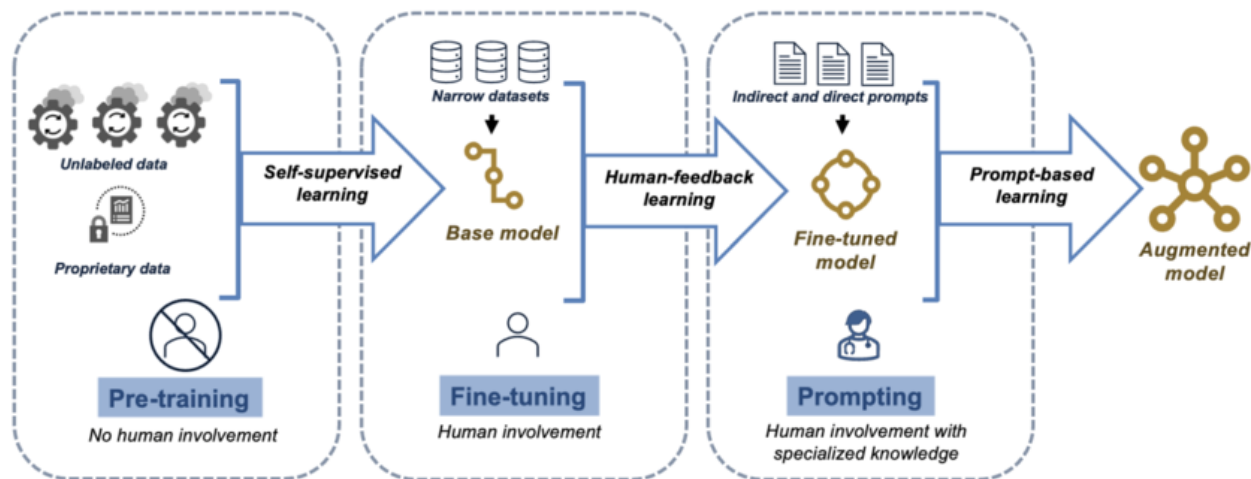 Unlabeled data
Proprietary data
Pre-training
No human involvement
Self-supervised
learning
Narrow datasets
Base model
Fine-tuning
Human involvement
Human-feedback
learning
Indirect and direct prompts
Fine-tuned
model
Prompting
Human involvement with
specialized knowledge
Prompt-based
learning
Augmented
model